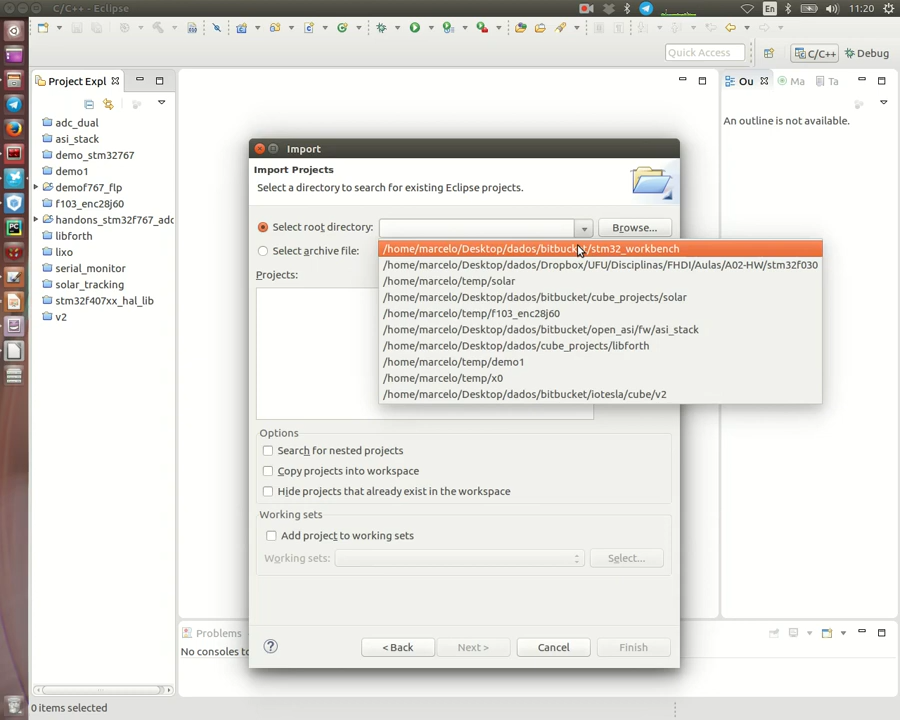 C/C++ - Eclipse
En
11:20
Quick Access
C/C++
Debug
Project Expl
adc_dual
asi_stack
demo_stm32767
demo1
demof767_flp
f103_enc28j60
handons_stm32f767_adc
libforth
lixo
serial_monitor
solar_tracking
stm32f407xx_hal_lib
v2
Ou
Ma
Ta
An outline is not available.
Import
Import Projects
Select a directory to search for existing Eclipse projects.
Select root directory:
Browse...
Select archive file:
/home/marcelo/Desktop/dados/bitbucket/stm32_workbench
/home/marcelo/Desktop/dados/Dropbox/UFU/Disciplinas/FHDI/Aulas/A02-HW/stm32f030
/home/marcelo/temp/solar
/home/marcelo/Desktop/dados/bitbucket/cube_projects/solar
/home/marcelo/temp/f103_enc28j60
/home/marcelo/Desktop/dados/bitbucket/open_asi/fw/asi_stack
/home/marcelo/Desktop/dados/cube_projects/libforth
/home/marcelo/temp/demo1
/home/marcelo/temp/x0
/home/marcelo/Desktop/dados/bitbucket/iotesla/cube/v2
Projects:
Options
Search for nested projects
Copy projects into workspace
Hide projects that already exist in the workspace
Working sets
Add project to working sets
Working sets:
Select...
?
< Back
Next >
Cancel
Finish
Problems
No consoles to
0 items selected